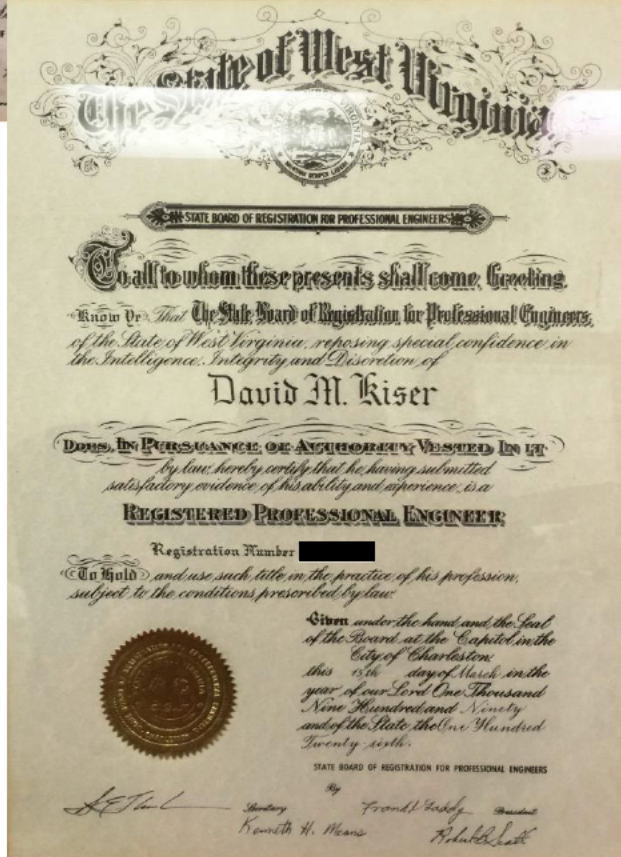 The State of West Virginia
MONTANI SEMPER LIBERI
STATE BOARD OF REGISTRATION FOR PROFESSIONAL ENGINEERS
To all to whom these presents shall come, Greeting
Know Ye That The State Board of Registration for Professional Engineers,
of the State of West Virginia, reposing special confidence in
the Intelligence, Integrity and Discretion, of
David M. Kiser
DOES, IN PURSUANCE OF AUTHORITY VESTED IN IT
by law, hereby certify that he, having submitted
satisfactory evidence, of his ability and experience, is a
REGISTERED PROFESSIONAL ENGINEER
Registration Number
To Hold and use such title in the practice of his profession,
subject to the conditions prescribed by law.
Given under the hand and the Seal
of the Board at the Capitol in the
City of Charleston
this 15th day of March in the
year of our Lord One Thousand
Nine Hundred and Ninety
and of the State the One Hundred
Twenty-sixth.
STATE BOARD OF REGISTRATION FOR PROFESSIONAL ENGINEERS
By
Secretary
President
Kenneth H. Means